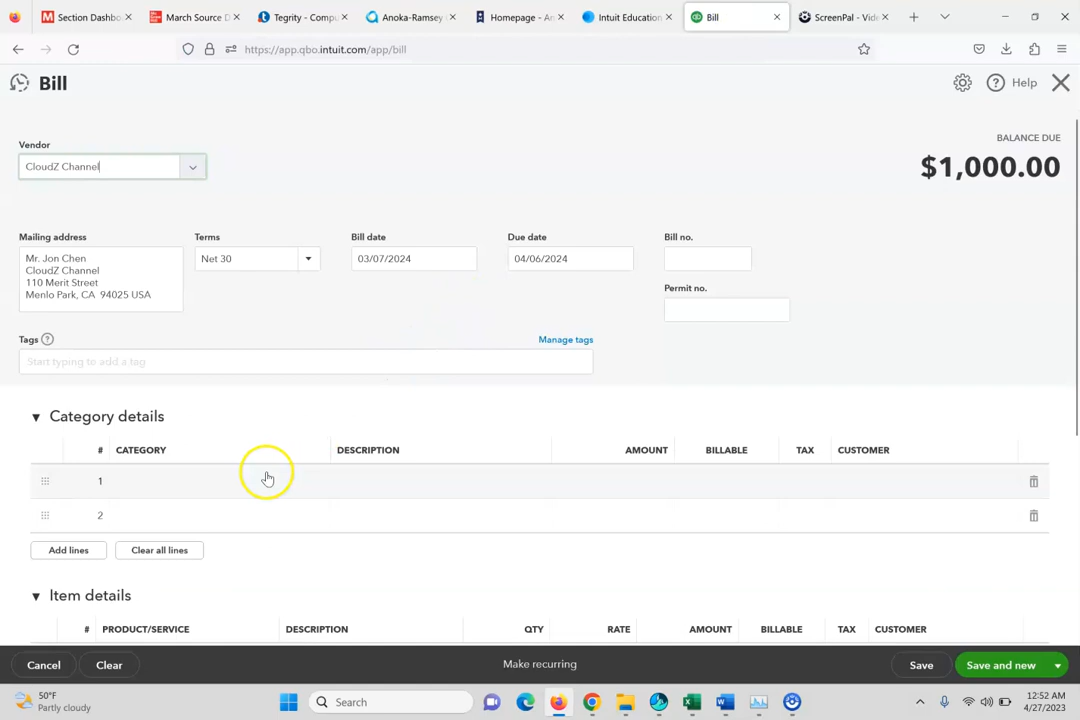 Section Dashbo
March Source D
Tegrity - Compu
Anoka-Ramsey
Homepage - An
Intuit Education
Bill
ScreenPal - Vide
https://app.qbo.intuit.com/app/bill
Bill
Help
Vendor
BALANCE DUE
CloudZ Channel
$1,000.00
Mailing address
Terms
Bill date
Due date
Bill no.
Mr. Jon Chen
CloudZ Channel
110 Merit Street
Menlo Park, CA 94025 USA
Net 30
03/07/2024
04/06/2024
Permit no.
Tags
Manage tags
Start typing to add a tag
Category details
# CATEGORY DESCRIPTION AMOUNT BILLABLE TAX CUSTOMER
1
2
Add lines
Clear all lines
Item details
# PRODUCT/SERVICE DESCRIPTION QTY RATE AMOUNT BILLABLE TAX CUSTOMER
Cancel
Clear
Make recurring
Save
Save and new
50°F
Partly cloudy
Search
12:52 AM
4/27/2023